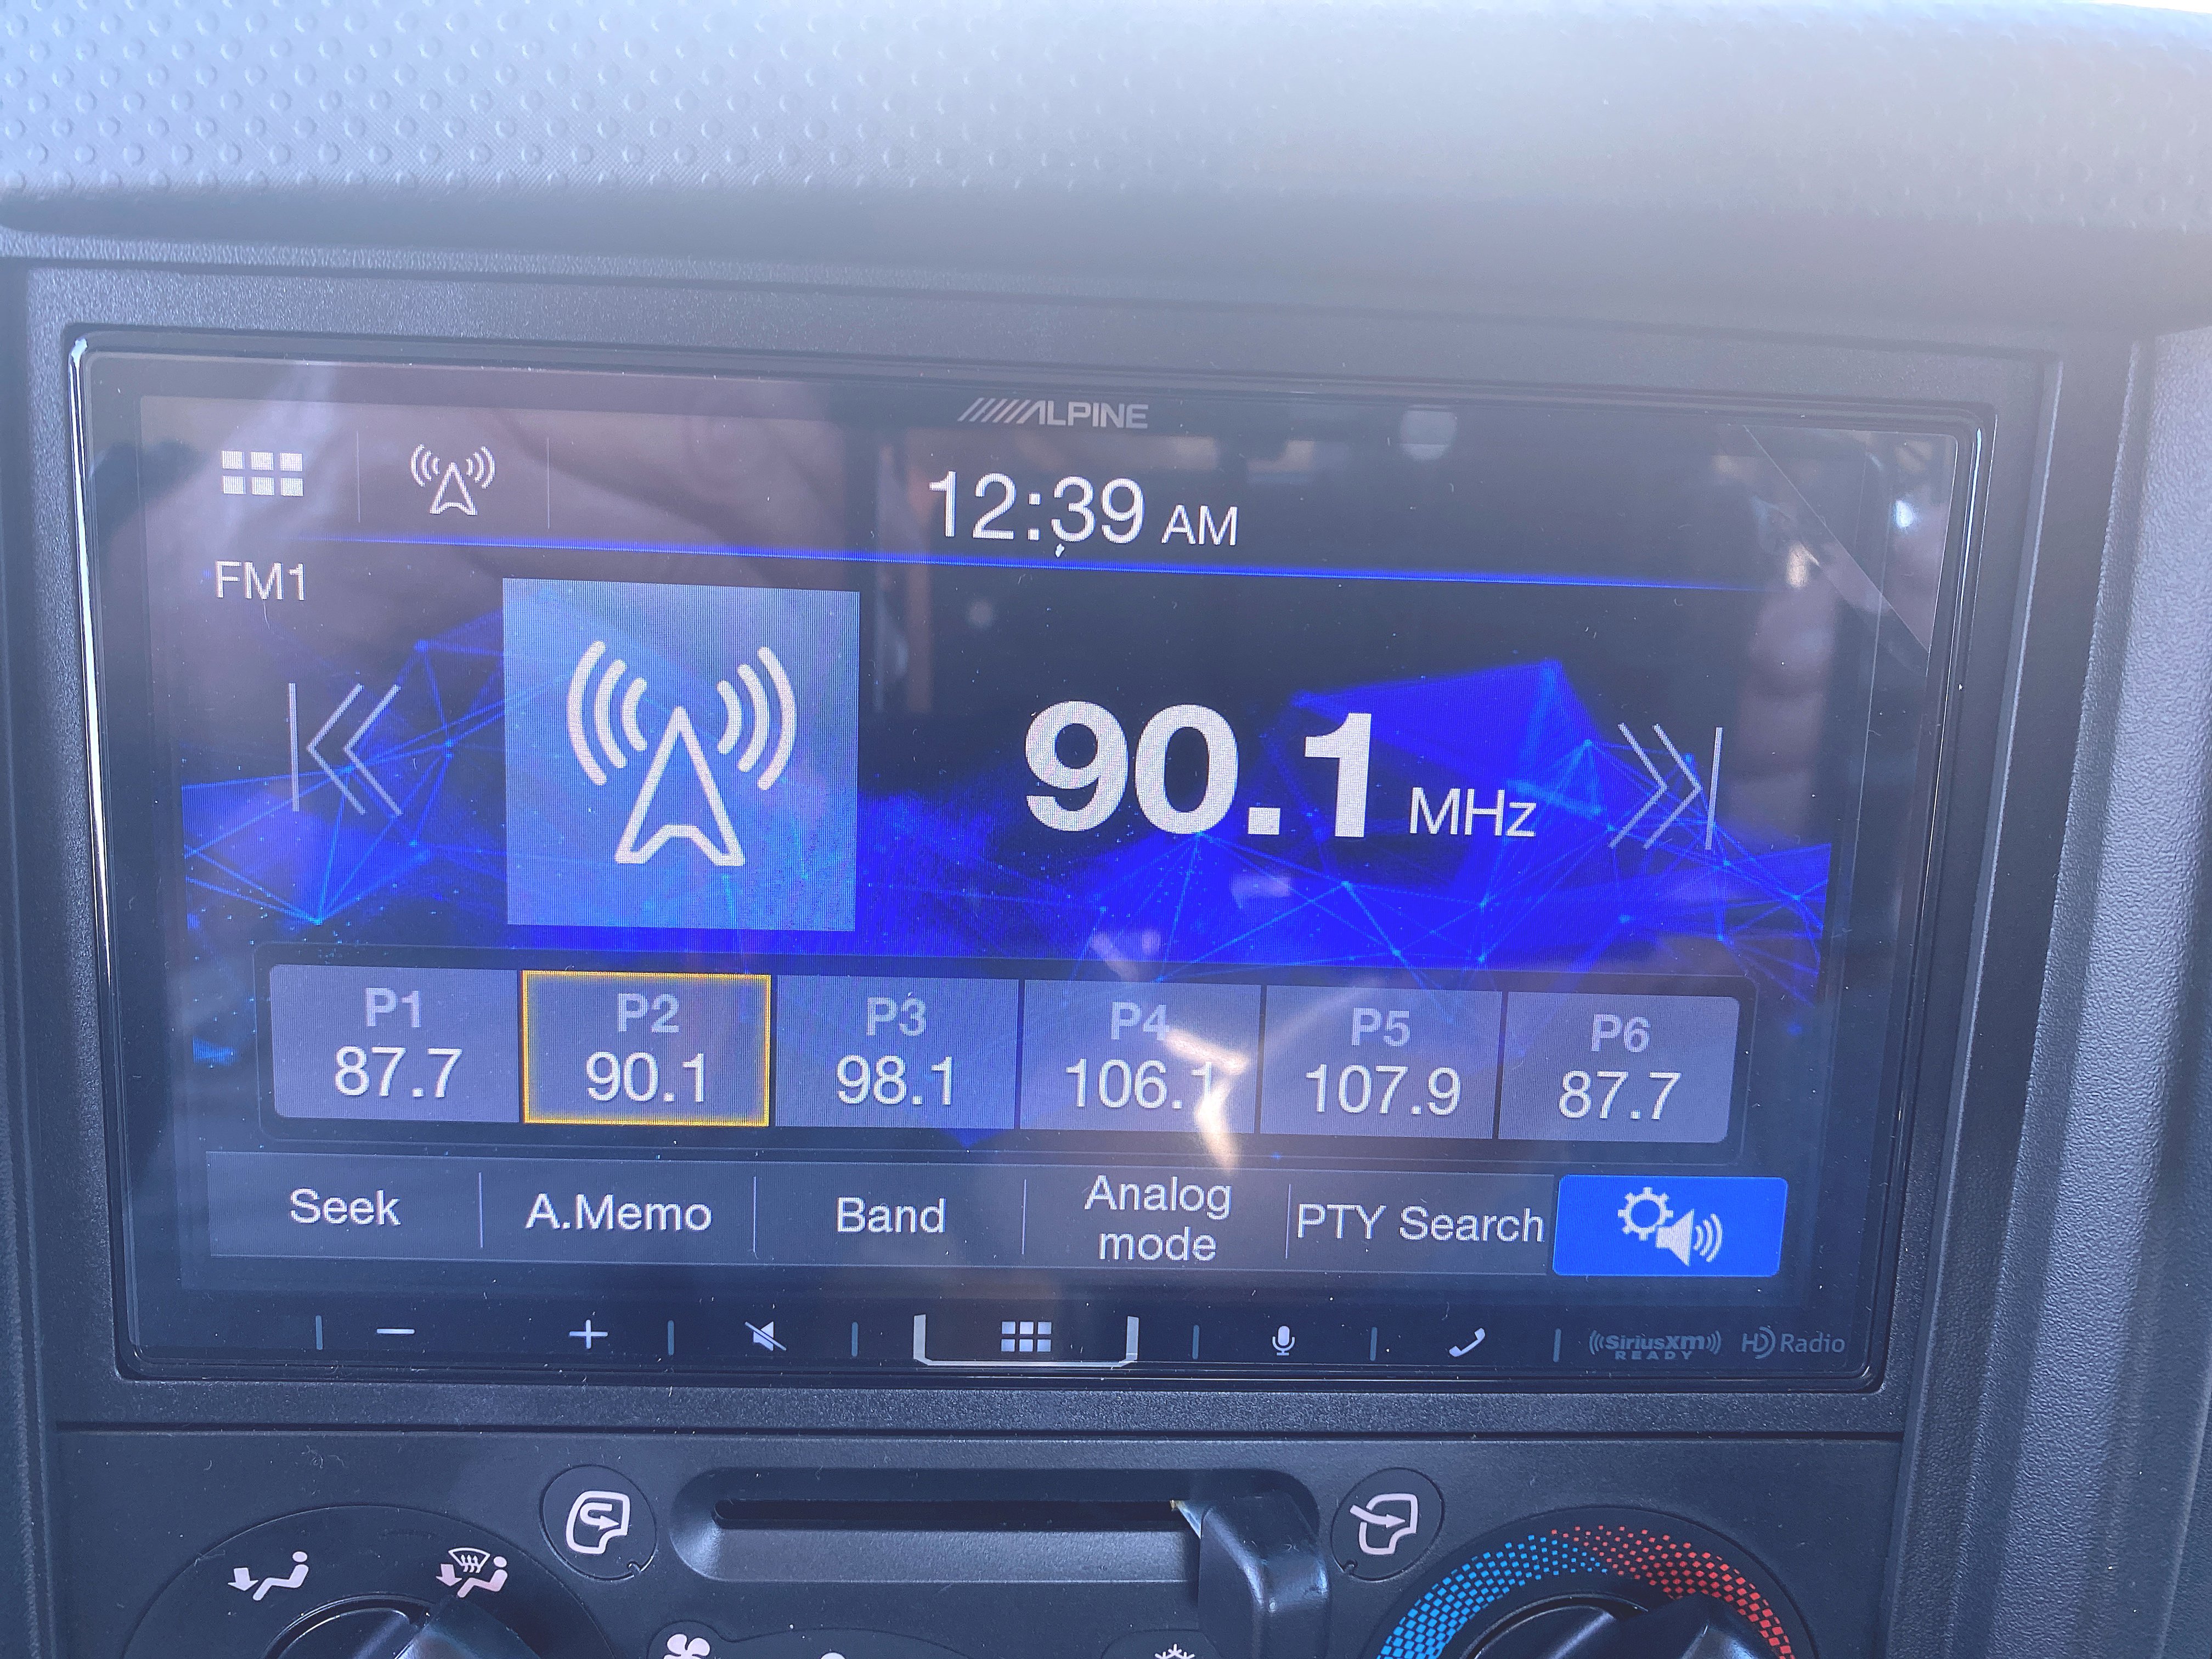 ALPINE
12:39 AM
FM1
90.1 MHz
P1 P2 P3 P4 P5 P6
87.7 90.1 98.1 106.1 107.9 87.7
Seek A.Memo Band Analog mode PTY Search
SiriusXM READY HD Radio